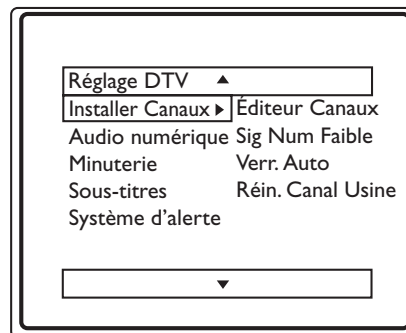 Réglage DTV ▲
Installer Canaux ▶ Éditeur Canaux
Audio numérique Sig Num Faible
Minuterie Verr. Auto
Sous-titres Réin. Canal Usine
Système d'alerte
▼